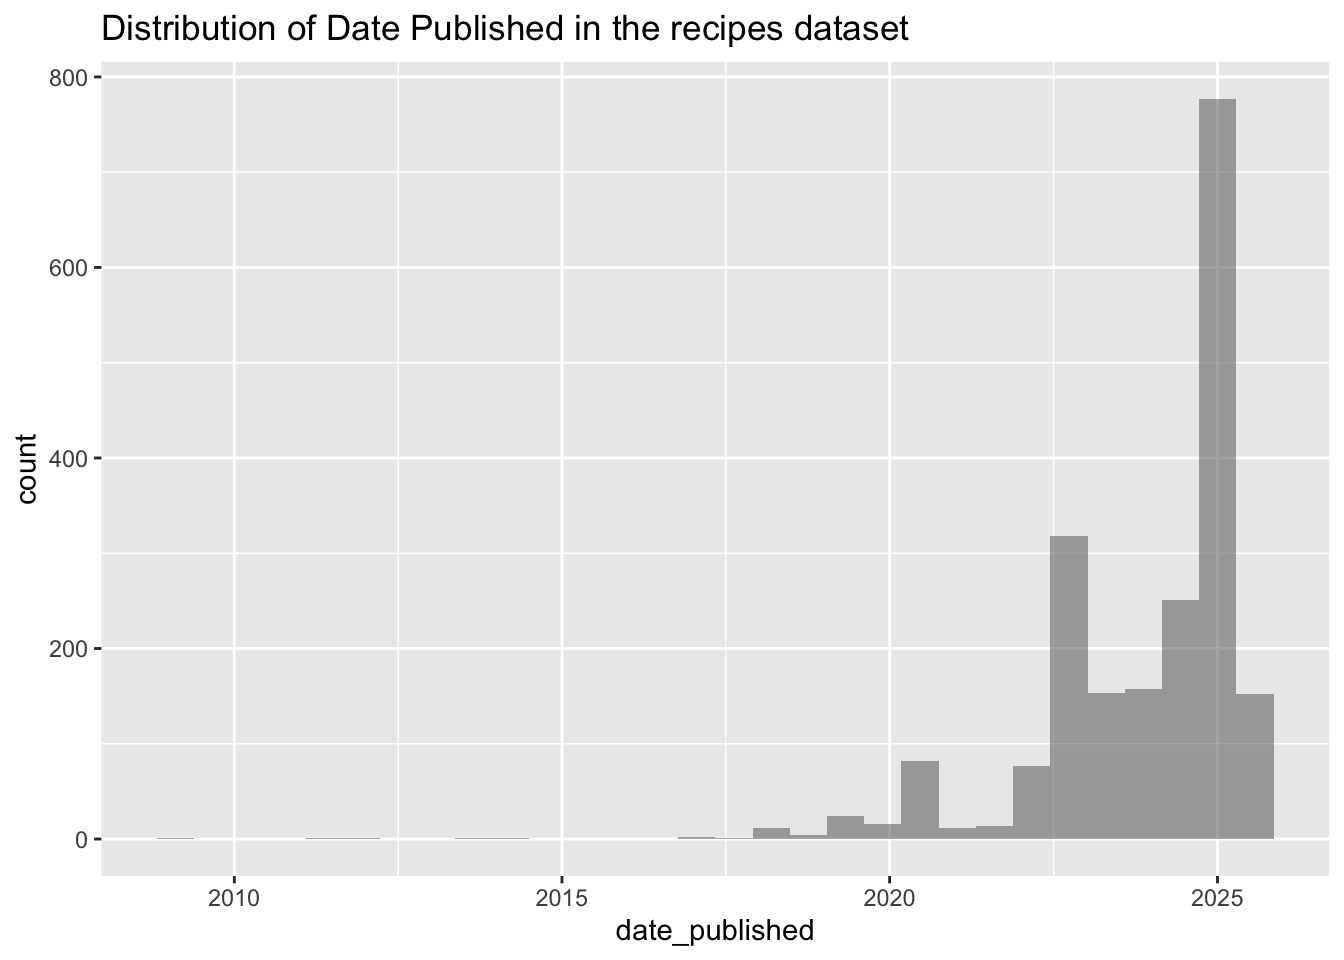 Distribution of Date Published in the recipes dataset
800
600
400
200
0
count
2010 2015 2020 2025
date_published